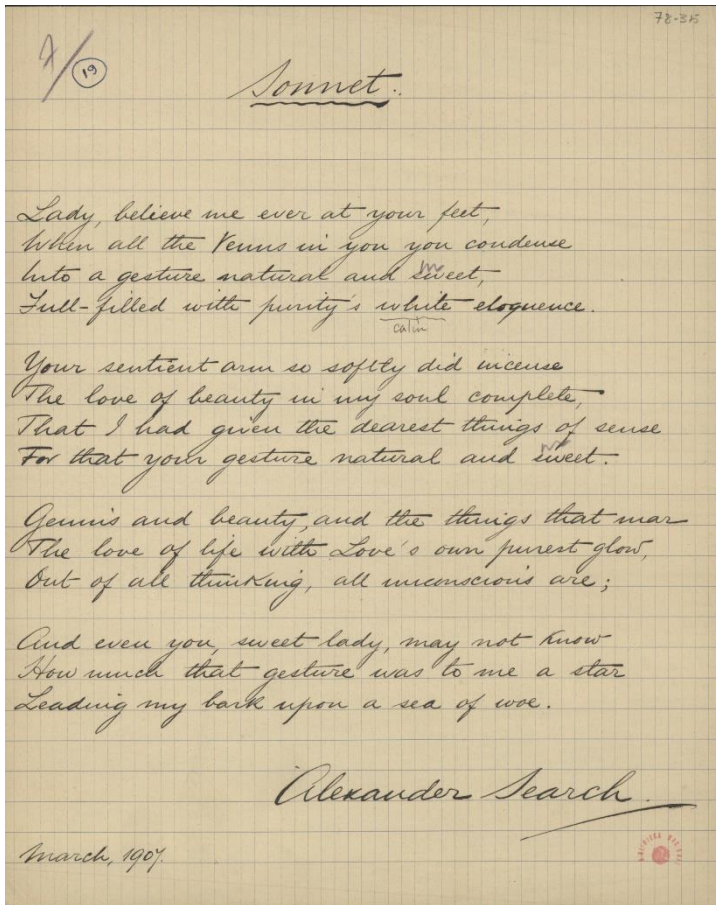 78-315
19
Sonnet.
Lady, believe me ever at your feet,
When all the Venus in you you condense
Into a gesture natural and sweet,
Full-filled with purity's white eloquence.
calm
Your sentient arm so softly did incense
The love of beauty in my soul complete,
That I had given the dearest things of sense
For that your gesture natural and sweet.
Genius and beauty, and the things that mar
The love of life with Love's own purest glow,
Out of all thinking, all unconscious are;
And even you, sweet lady, may not know
How much that gesture was to me a star
Leading my bark upon a sea of woe.
Alexander Search.
March, 1907.